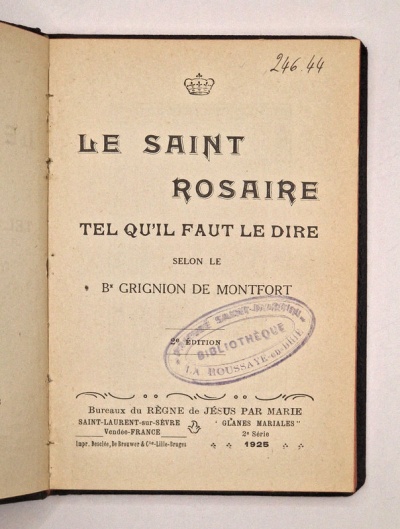 246.44
LE SAINT
ROSAIRE
TEL QU'IL FAUT LE DIRE
SELON LE
Bx GRIGNION DE MONTFORT
2e ÉDITION
BIBLIOTHÈQUE
LA ROUSSAYE
Bureaux du RÈGNE de JÉSUS PAR MARIE
SAINT-LAURENT-sur-SÈVRE
Vendée-FRANCE
"GLANES MARIALES"
2e Série
Impr. Desclée, De Brouwer & Cie-Lille-Bruges
1925